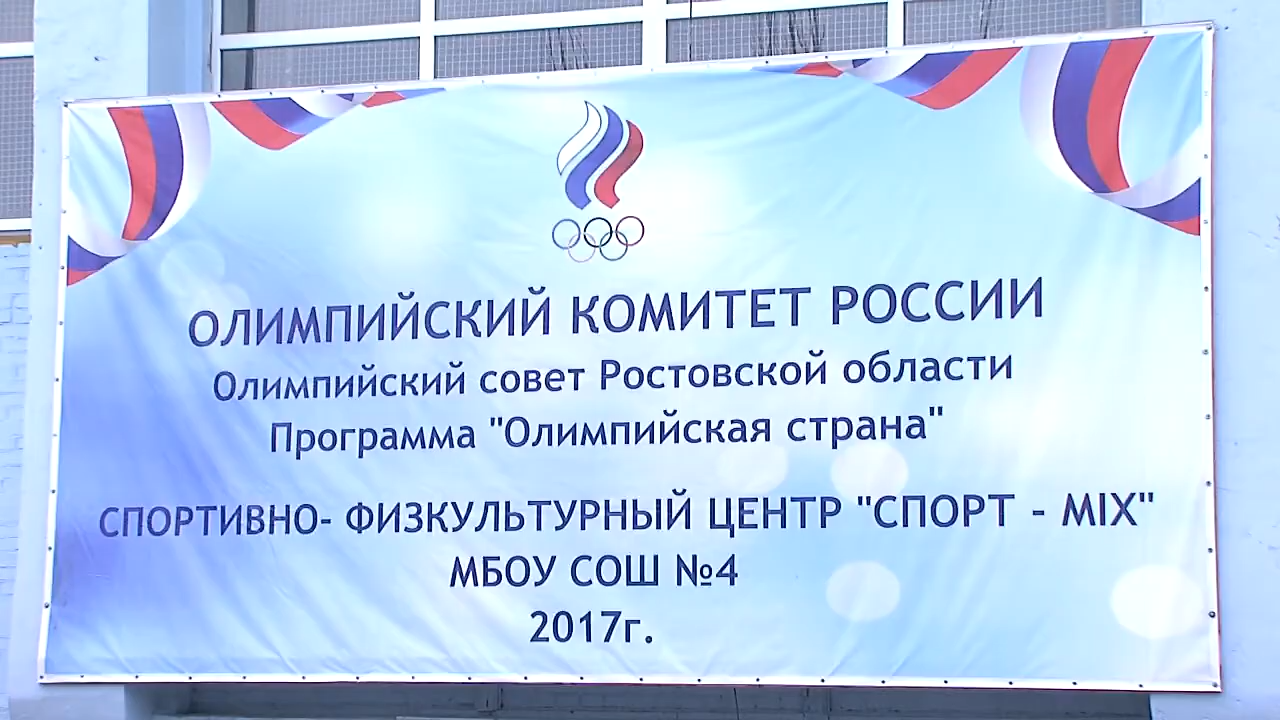 ОЛИМПИЙСКИЙ КОМИТЕТ РОССИИ
Олимпийский совет Ростовской области
Программа "Олимпийская страна"
СПОРТИВНО- ФИЗКУЛЬТУРНЫЙ ЦЕНТР "СПОРТ - MIX"
МБОУ СОШ №4
2017г.